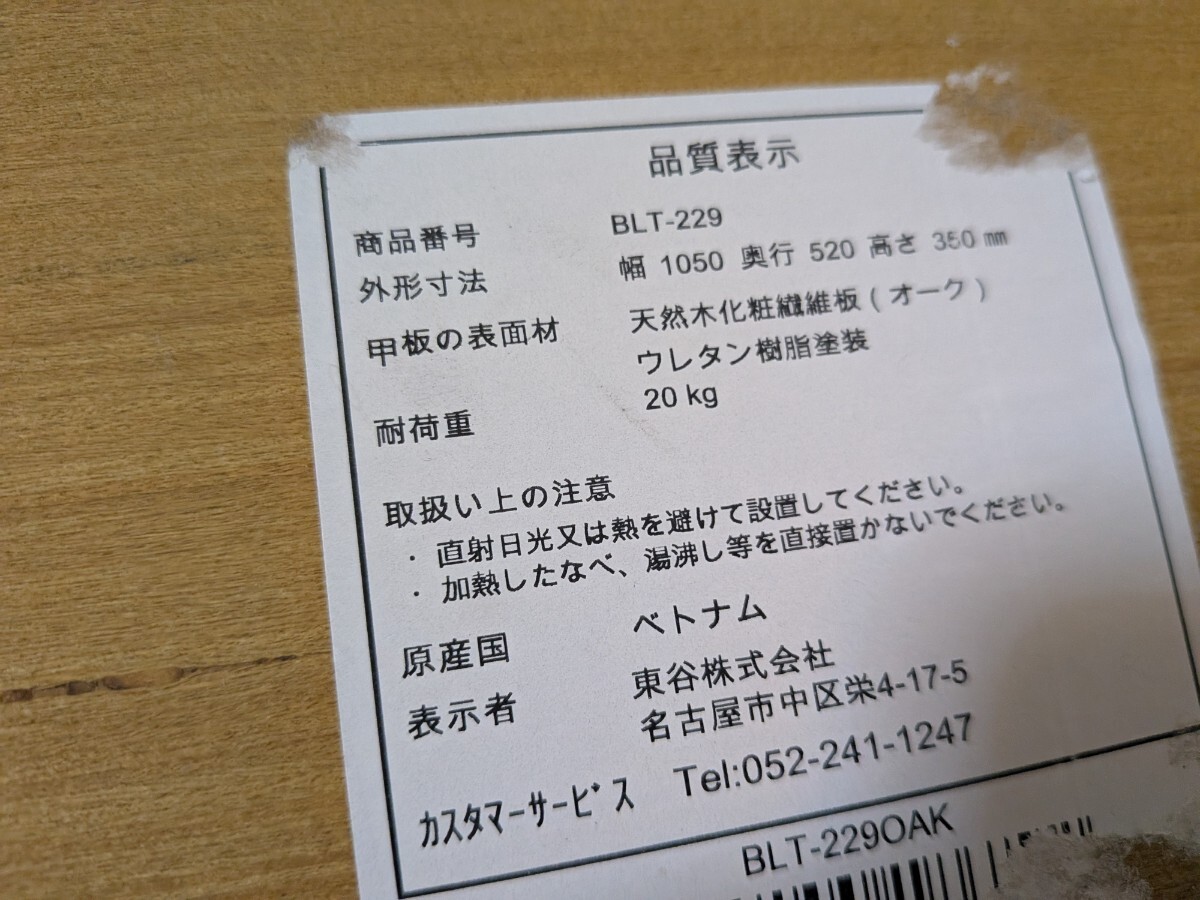 品質表示
商品番号 BLT-229
外形寸法 幅 1050 奥行 520 高さ 350 ㎜
甲板の表面材 天然木化粧繊維板 ( オーク )
ウレタン樹脂塗装
耐荷重 20 kg
取扱い上の注意
・ 直射日光又は熱を避けて設置してください。
・ 加熱したなべ、湯沸し等を直接置かないでください。
原産国 ベトナム
表示者 東谷株式会社
名古屋市中区栄4-17-5
ｶｽﾀﾏｰｻｰﾋﾞｽ Tel:052-241-1247
BLT-229OAK